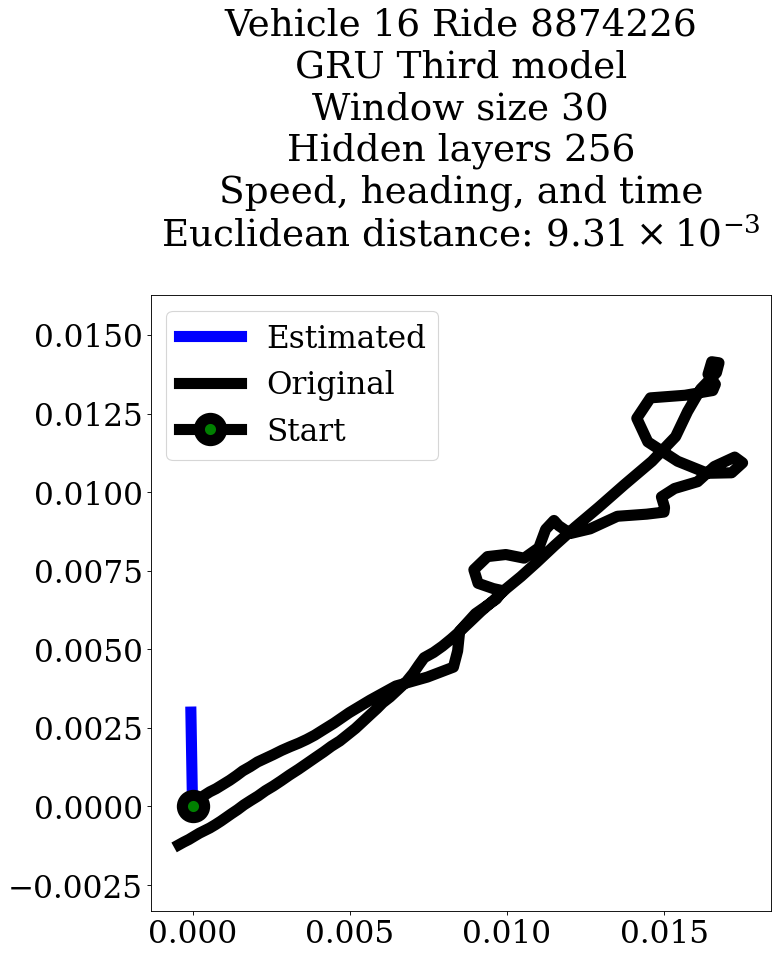 Vehicle 16 Ride 8874226
GRU Third model
Window size 30
Hidden layers 256
Speed, heading, and time
Euclidean distance: 9.31 × 10⁻³
Estimated
Original
Start
0.0150
0.0125
0.0100
0.0075
0.0050
0.0025
0.0000
−0.0025
0.000 0.005 0.010 0.015